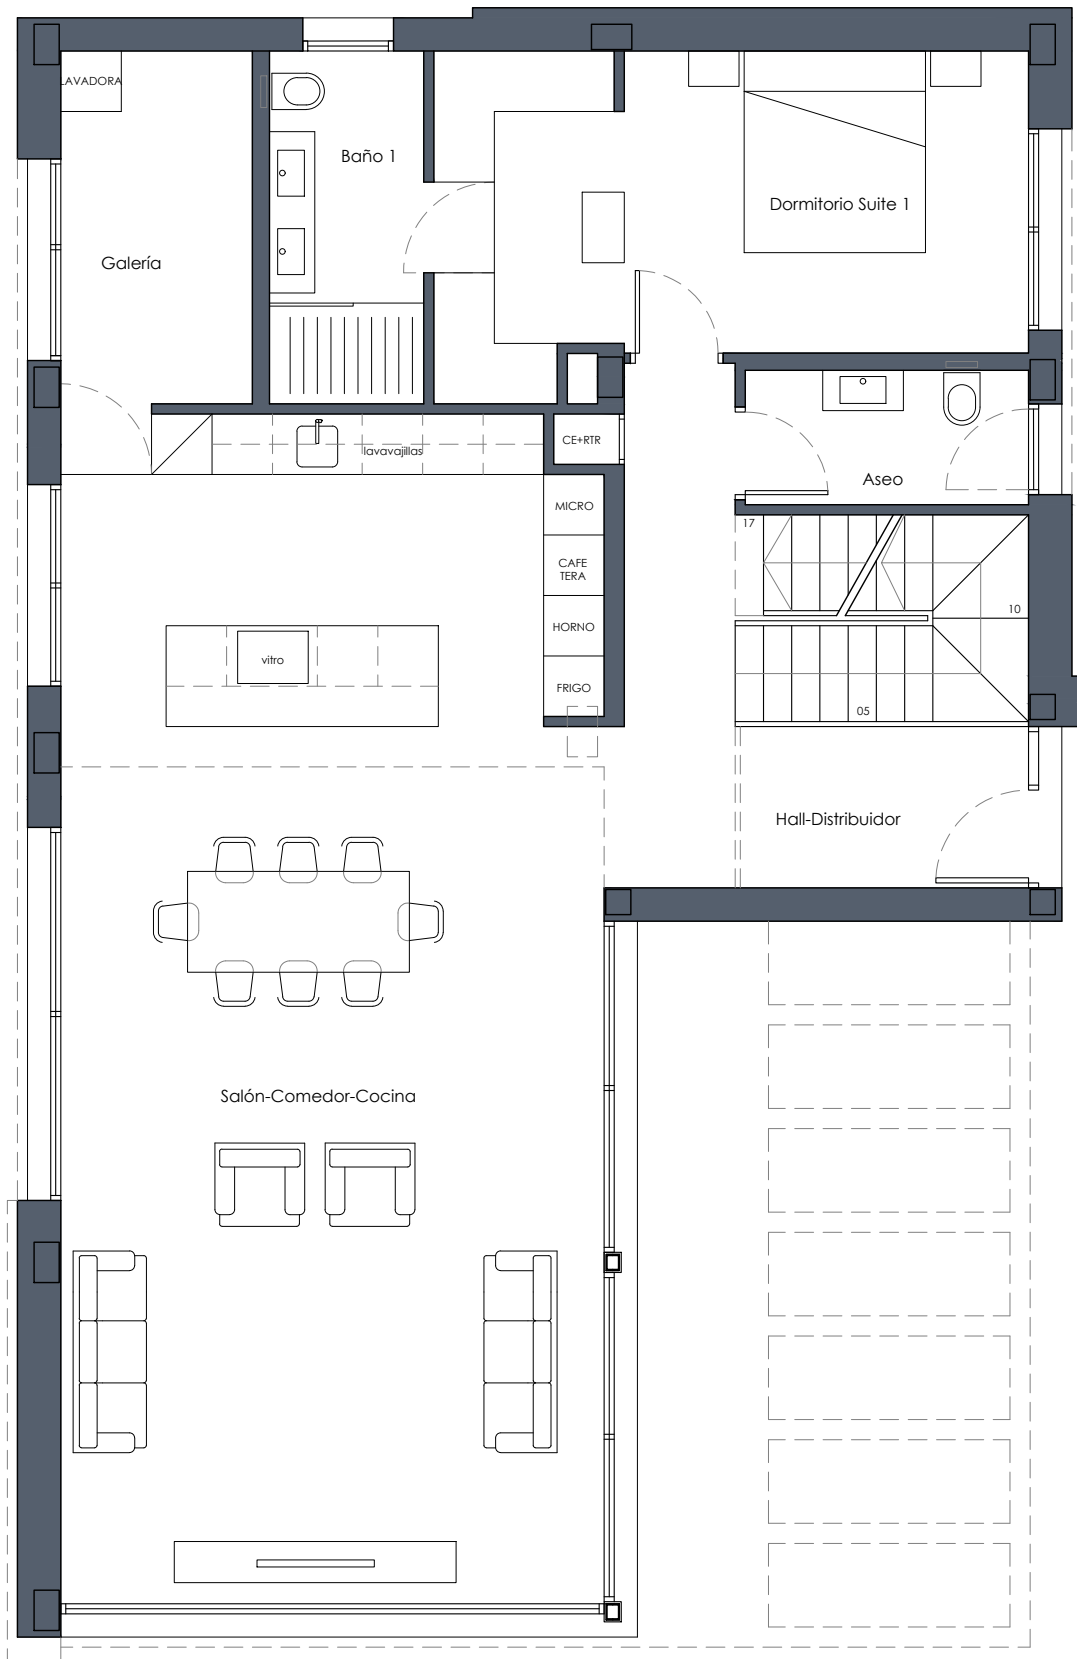 LAVADORA
Baño 1
Dormitorio Suite 1
Galería
CE+RTR
lavavajillas
Aseo
MICRO
17
CAFE
TERA
10
HORNO
vitro
FRIGO
05
Hall-Distribuidor
Salón-Comedor-Cocina